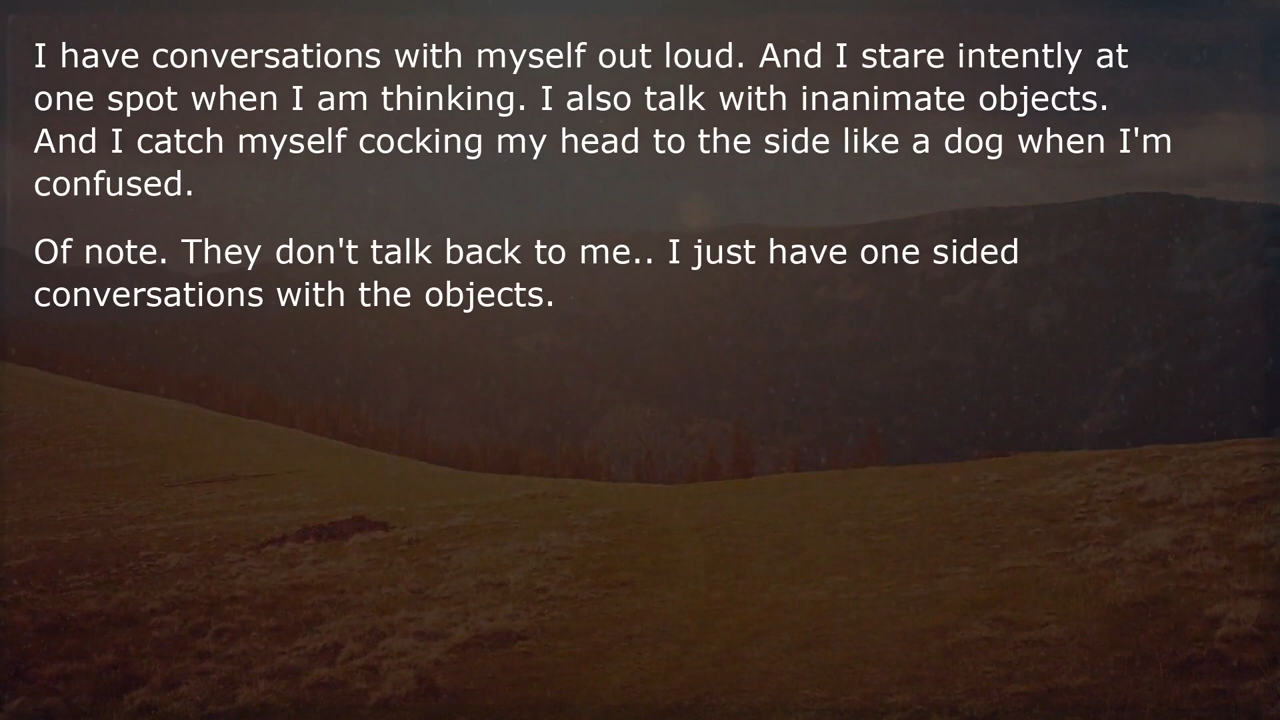 I have conversations with myself out loud. And I stare intently at
one spot when I am thinking. I also talk with inanimate objects.
And I catch myself cocking my head to the side like a dog when I'm
confused.
Of note. They don't talk back to me.. I just have one sided
conversations with the objects.